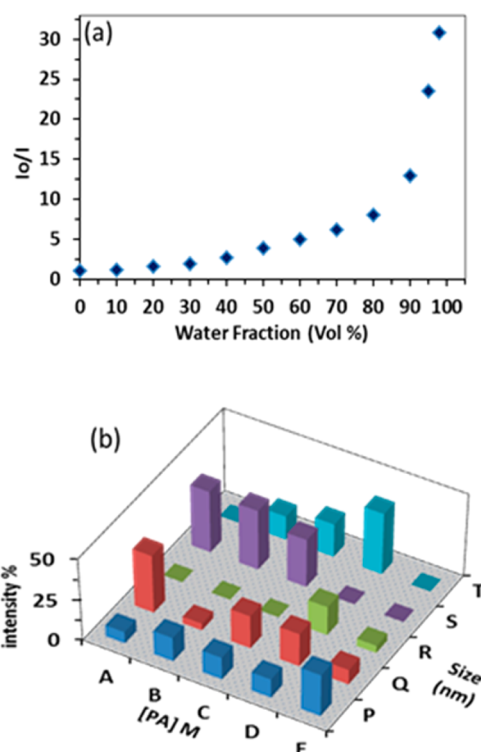 (a)
30
25
20
15
10
5
0
Io/I
0 10 20 30 40 50 60 70 80 90 100
Water Fraction (Vol %)
(b)
50
25
0
intensity %
A
B
C
D
[PA] M
P
Q
R
S
Size
(nm)